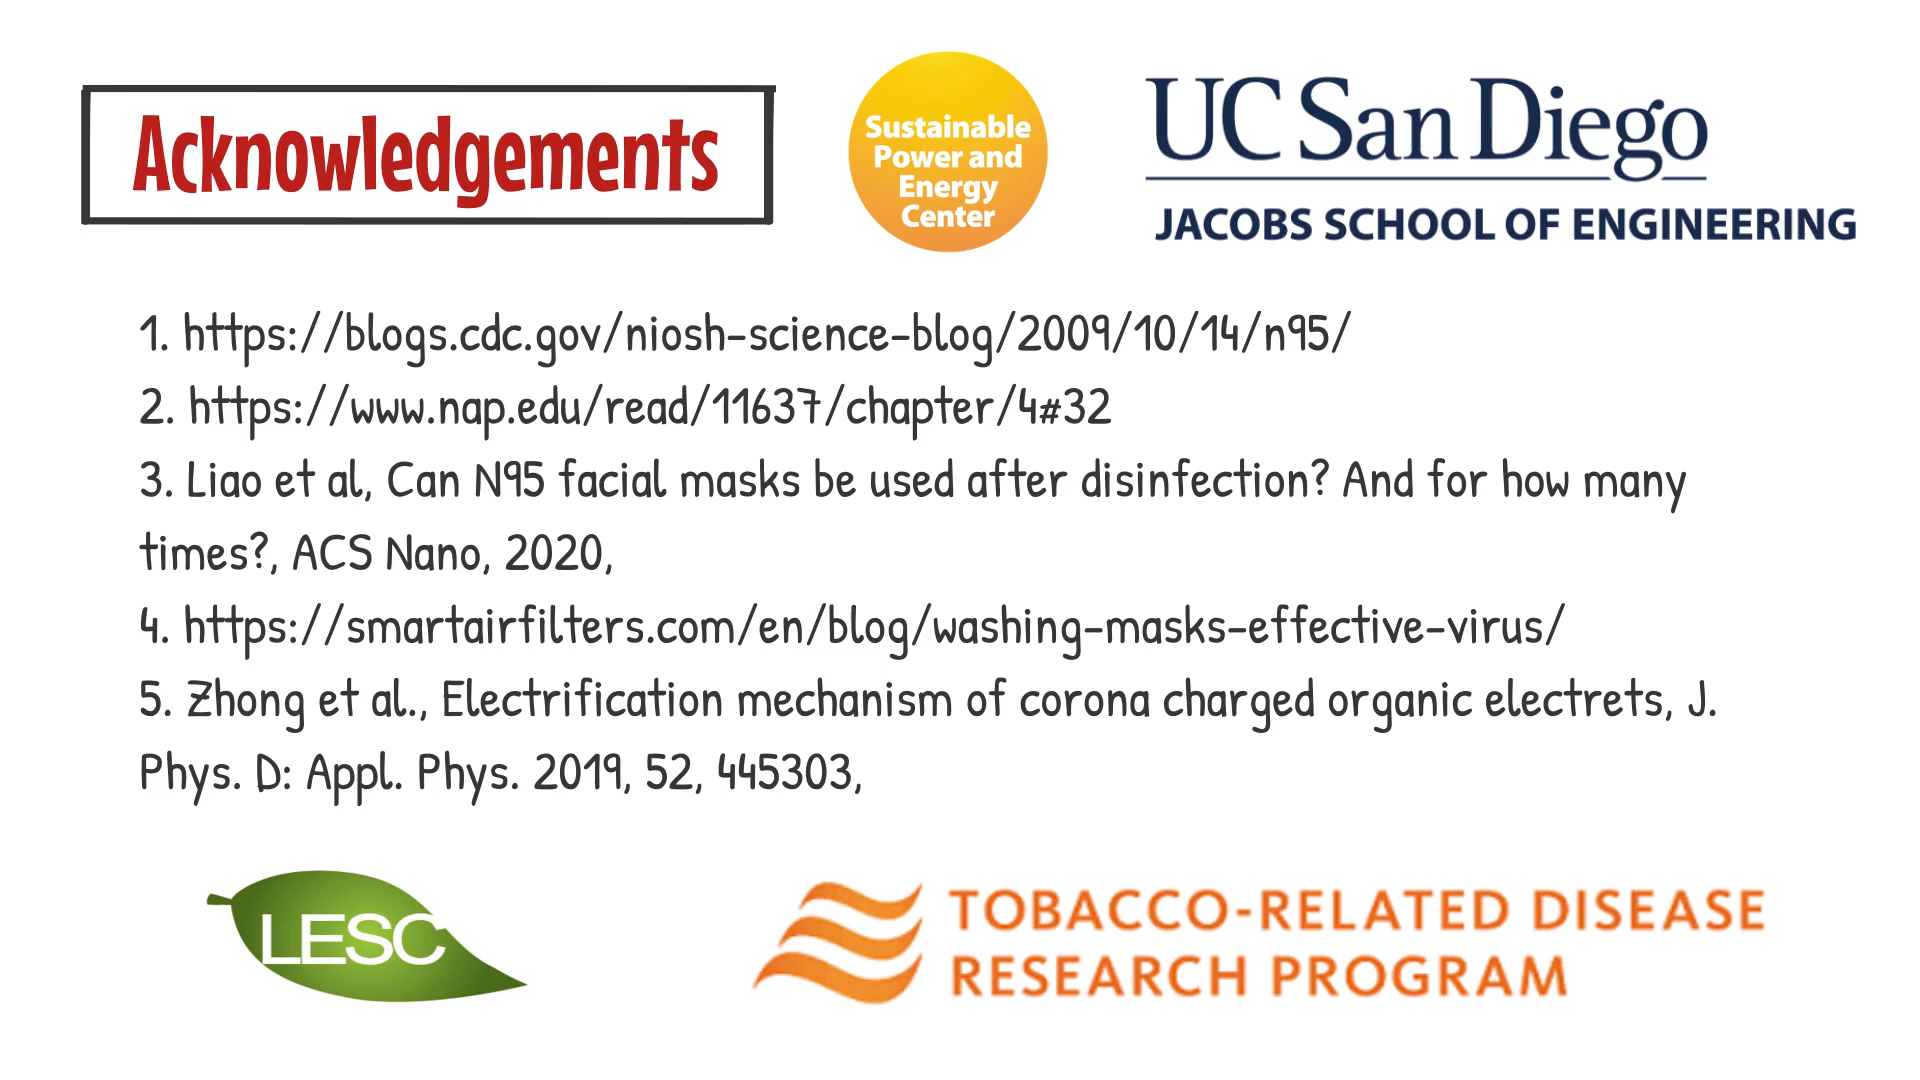 Acknowledgements
Sustainable
Power and
Energy
Center
UC San Diego
JACOBS SCHOOL OF ENGINEERING
1. https://blogs.cdc.gov/niosh-science-blog/2009/10/14/n95/
2. https://www.nap.edu/read/11637/chapter/4#32
3. Liao et al, Can N95 facial masks be used after disinfection? And for how many
times?, ACS Nano, 2020,
4. https://smartairfilters.com/en/blog/washing-masks-effective-virus/
5. Zhong et al., Electrification mechanism of corona charged organic electrets, J.
Phys. D: Appl. Phys. 2019, 52, 445303,
LESC
TOBACCO-RELATED DISEASE
RESEARCH PROGRAM